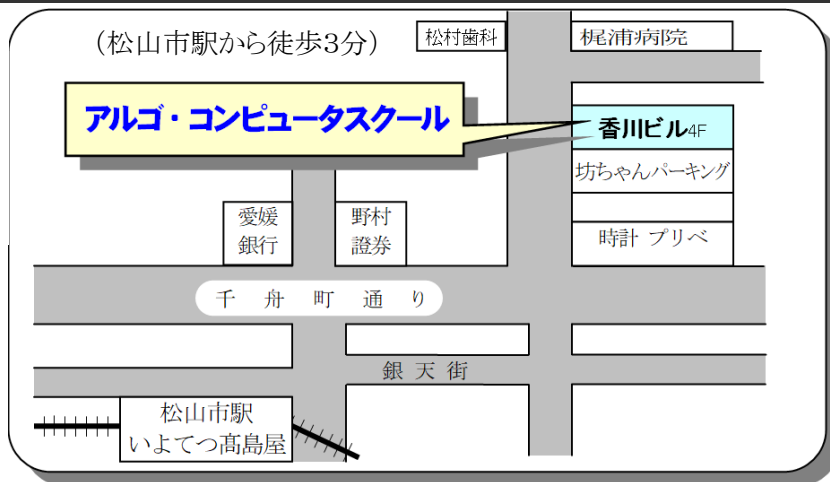 （松山市駅から徒歩3分）
松村歯科
梶浦病院
アルゴ・コンピュータスクール
香川ビル4F
坊ちゃんパーキング
愛媛
銀行
野村
證券
時計 プリベ
千舟町通り
銀天街
松山市駅
いよてつ髙島屋